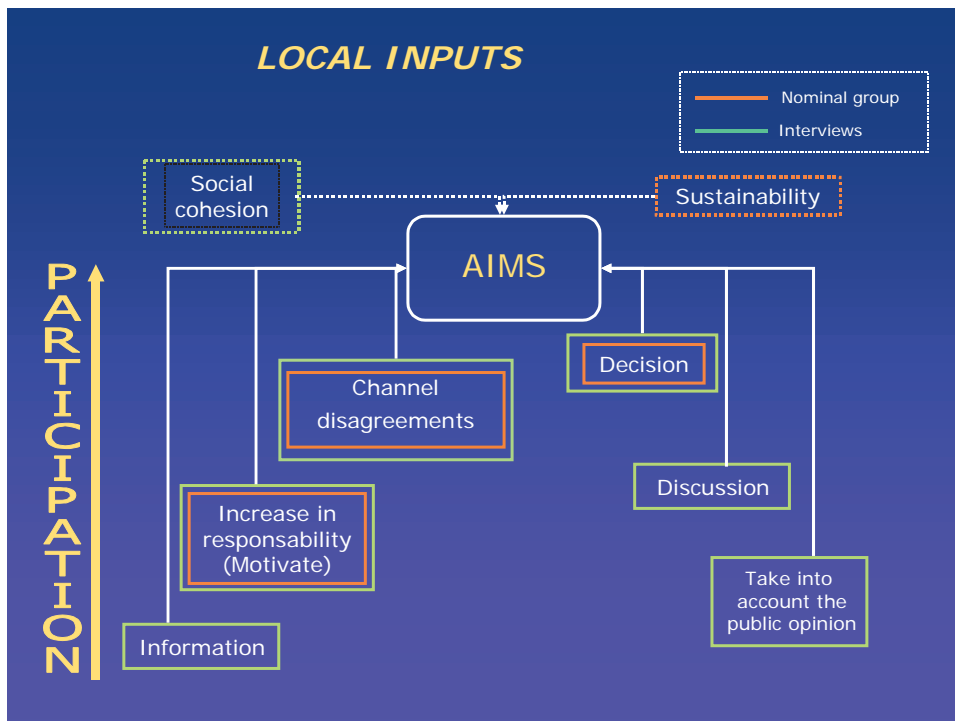 LOCAL INPUTS
Nominal group
Interviews
Social
cohesion
Sustainability
AIMS
PARTICIPATION
Decision
Channel
disagreements
Discussion
Increase in
responsability
(Motivate)
Take into
account the
public opinion
Information